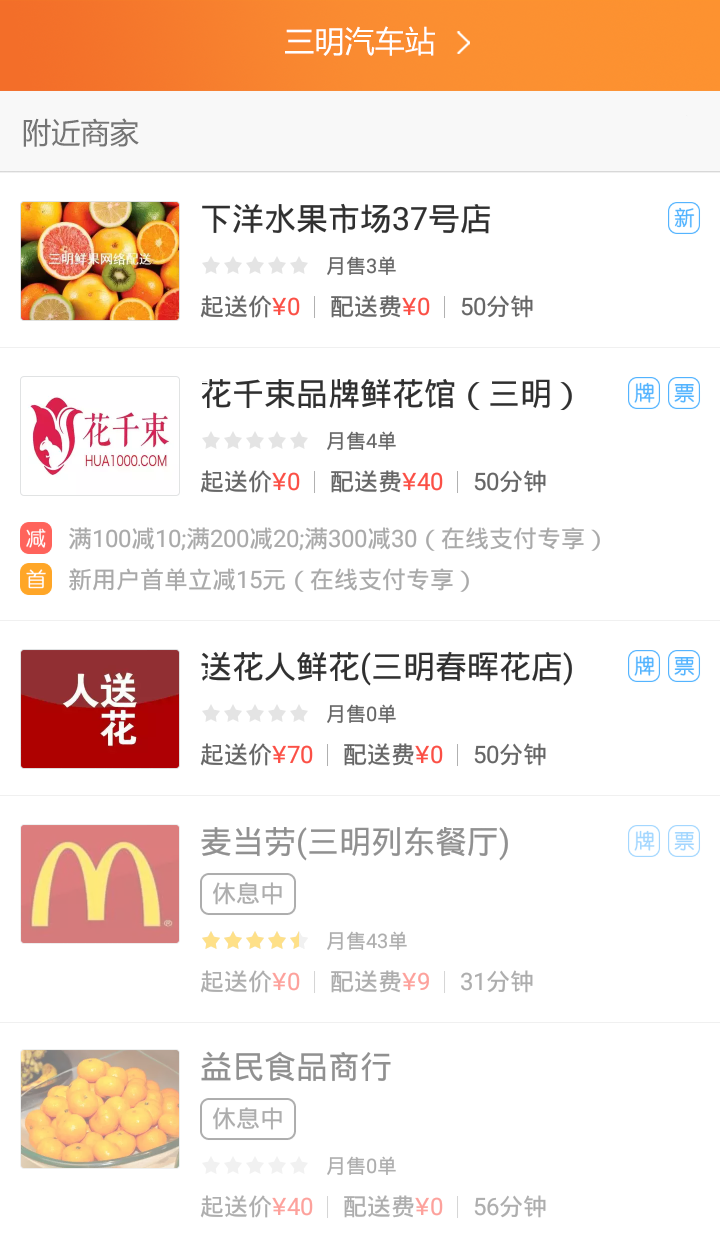 三明汽车站
附近商家
三明鲜果网络配送
下洋水果市场37号店
新
月售3单
起送价¥0
配送费¥0
50分钟
花千束
HUA1000.COM
花千束品牌鲜花馆（三明）
牌
票
月售4单
起送价¥0
配送费¥40
50分钟
减
满100减10;满200减20;满300减30（在线支付专享）
首
新用户首单立减15元（在线支付专享）
送花人
送花人鲜花(三明春晖花店)
牌
票
月售0单
起送价¥70
配送费¥0
50分钟
麦当劳(三明列东餐厅)
牌
票
休息中
月售43单
起送价¥0
配送费¥9
31分钟
益民食品商行
休息中
月售0单
起送价¥40
配送费¥0
56分钟